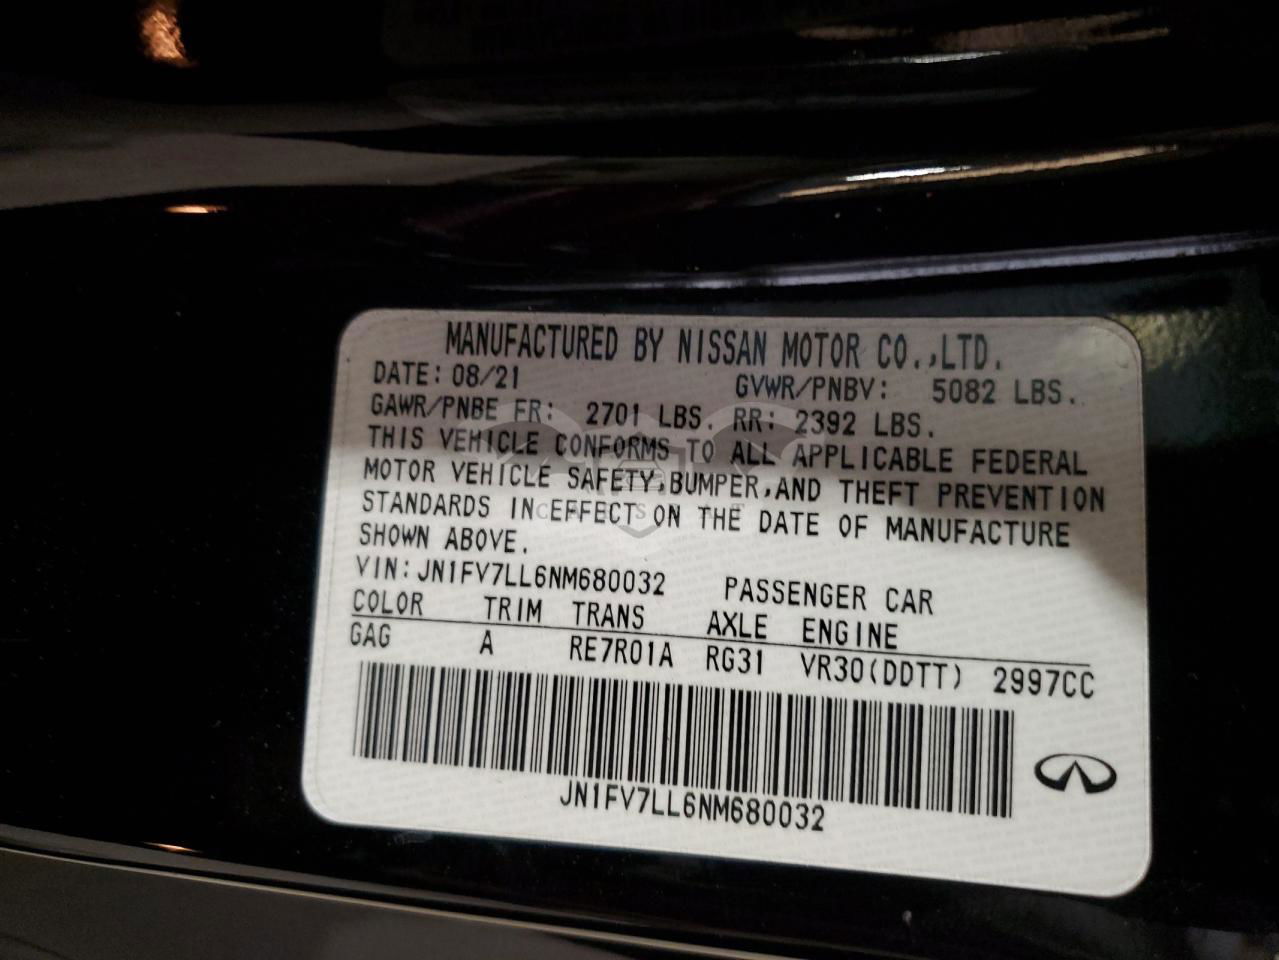 MANUFACTURED BY NISSAN MOTOR CO.,LTD.
DATE: 08/21 GVWR/PNBV: 5082 LBS.
GAWR/PNBE FR: 2701 LBS. RR: 2392 LBS.
THIS VEHICLE CONFORMS TO ALL APPLICABLE FEDERAL
MOTOR VEHICLE SAFETY,BUMPER,AND THEFT PREVENTION
STANDARDS IN EFFECT ON THE DATE OF MANUFACTURE
SHOWN ABOVE.
VIN:JN1FV7LL6NM680032 PASSENGER CAR
COLOR TRIM TRANS AXLE ENGINE
GAG A RE7R01A RG31 VR30(DDTT) 2997CC
JN1FV7LL6NM680032